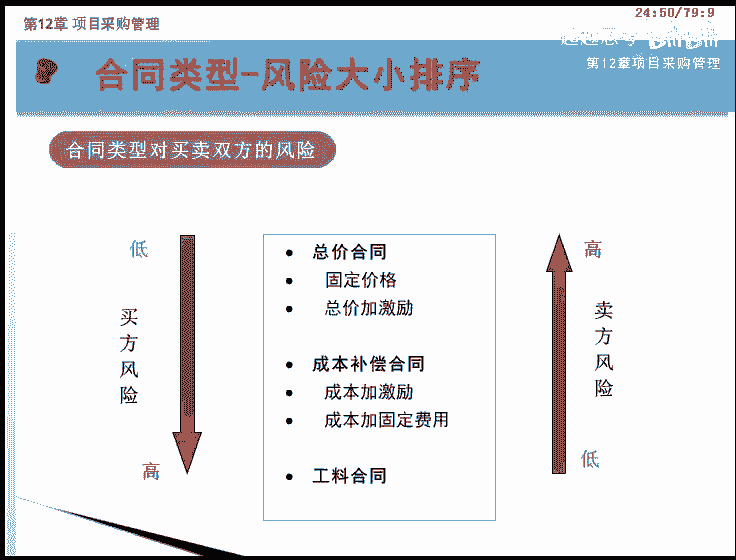 第12章 项目采购管理
24:50/79:9
第12章项目采购管理
合同类型-风险大小排序
合同类型对买卖双方的风险
低
买方风险
高
• 总价合同
• 固定价格
• 总价加激励
• 成本补偿合同
• 成本加激励
• 成本加固定费用
• 工料合同
高
卖方风险
低